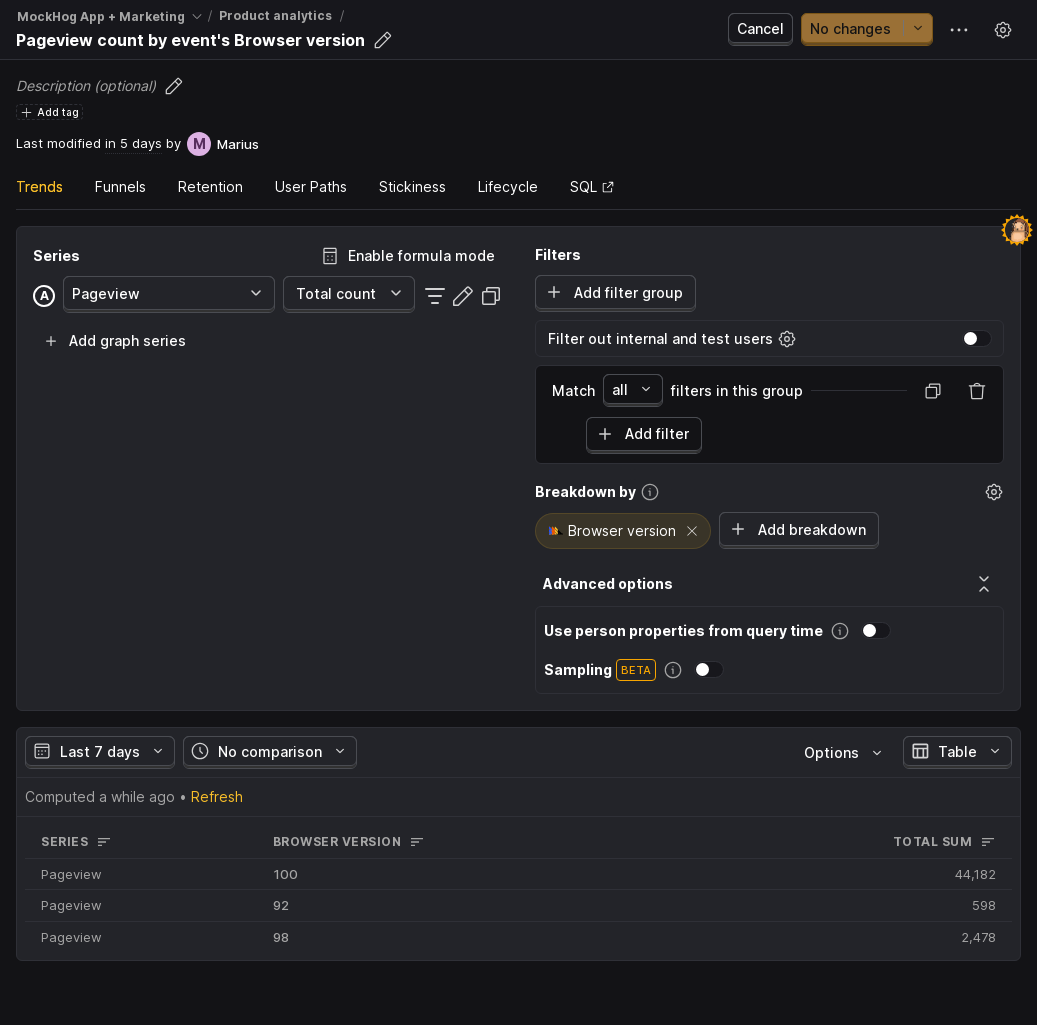 MockHog App + Marketing / Product analytics /
Pageview count by event's Browser version
Cancel
No changes
Description (optional)
Add tag
Last modified in 5 days by M Marius
Trends Funnels Retention User Paths Stickiness Lifecycle SQL
Series
Enable formula mode
A Pageview Total count
Add graph series
Filters
Add filter group
Filter out internal and test users
Match all filters in this group
Add filter
Breakdown by
Browser version
Add breakdown
Advanced options
Use person properties from query time
Sampling BETA
Last 7 days No comparison Options Table
Computed a while ago • Refresh
SERIES BROWSER VERSION TOTAL SUM
Pageview 100 44,182
Pageview 92 598
Pageview 98 2,478